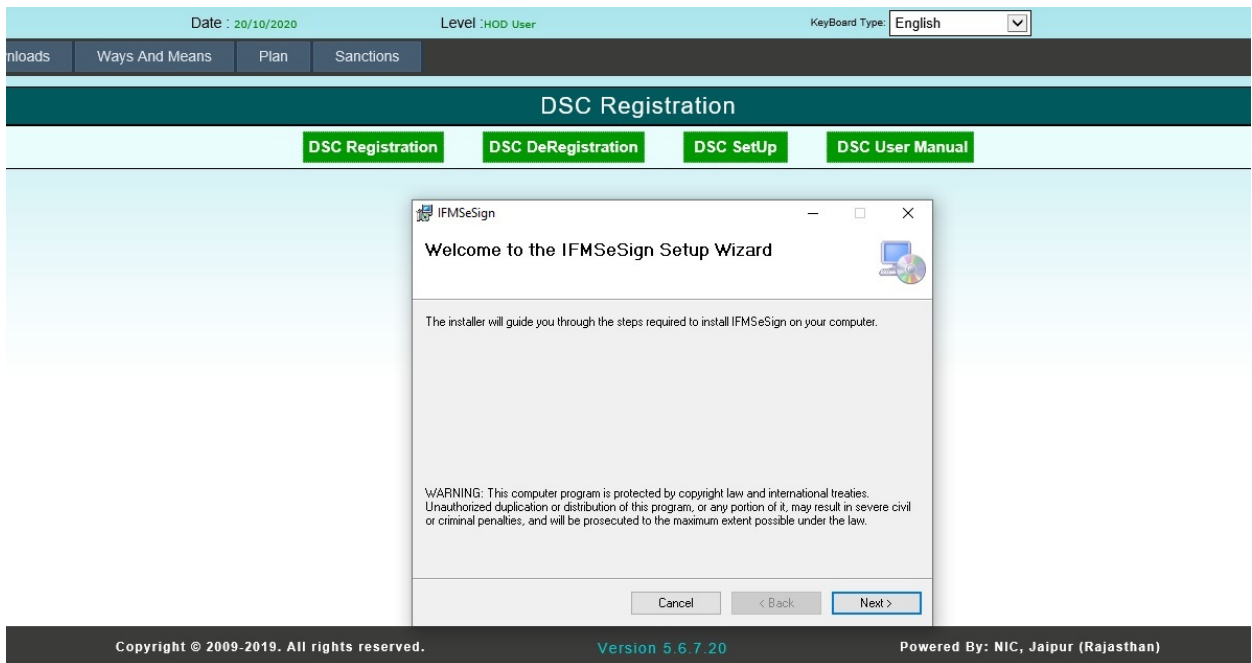 Date : 20/10/2020 Level :HOD User KeyBoard Type: English
nloads Ways And Means Plan Sanctions
DSC Registration
DSC Registration DSC DeRegistration DSC SetUp DSC User Manual
IFMSeSign
Welcome to the IFMSeSign Setup Wizard
The installer will guide you through the steps required to install IFMSeSign on your computer.
WARNING: This computer program is protected by copyright law and international treaties.
Unauthorized duplication or distribution of this program, or any portion of it, may result in severe civil
or criminal penalties, and will be prosecuted to the maximum extent possible under the law.
Cancel < Back Next >
Copyright © 2009-2019. All rights reserved. Version 5.6.7.20 Powered By: NIC, Jaipur (Rajasthan)